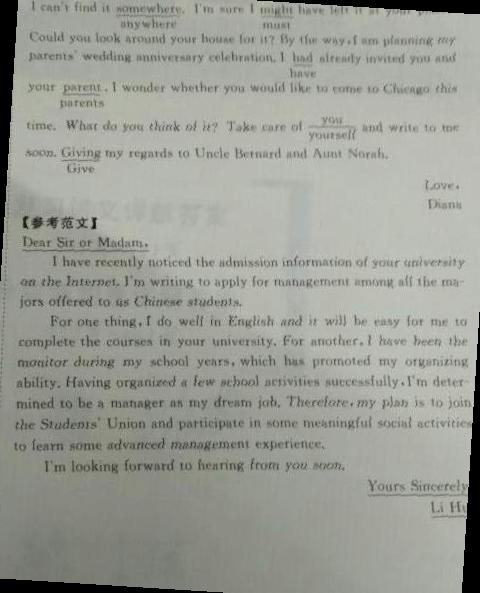 I can't find it somewhere. I'm sure I might have left it at your
anywhere must
Could you look around your house for it? By the way, I am planning my
parents' wedding anniversary celebration. I had already invited you and
have
your parent. I wonder whether you would like to come to Chicago this
parents
time. What do you think of it? Take care of you and write to me
yourself
soon. Giving my regards to Uncle Bernard and Aunt Norah.
Give
Love,
Diana
【参考范文】
Dear Sir or Madam,
I have recently noticed the admission information of your university
on the Internet. I'm writing to apply for management among all the ma-
jors offered to us Chinese students.
For one thing, I do well in English and it will be easy for me to
complete the courses in your university. For another, I have been the
monitor during my school years, which has promoted my organizing
ability. Having organized a few school activities successfully, I'm deter-
mined to be a manager as my dream job. Therefore, my plan is to join
the Students' Union and participate in some meaningful social activities
to learn some advanced management experience.
I'm looking forward to hearing from you soon.
Yours Sincerely
Li Hu